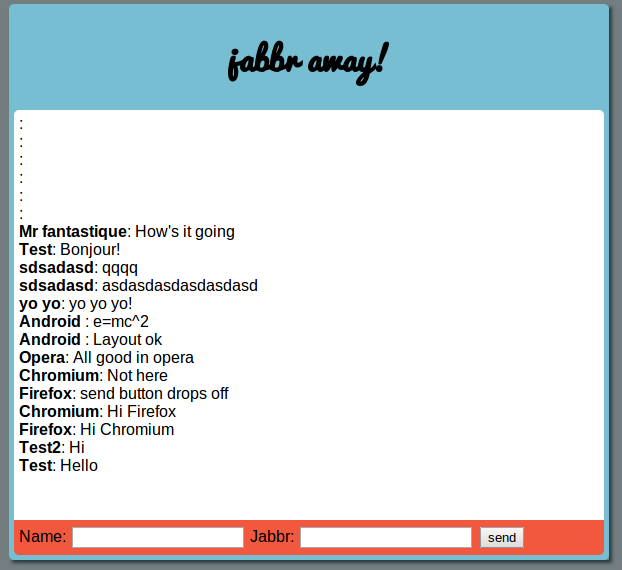 jabbr away!
:
:
:
:
:
:
Mr fantastique: How's it going
Test: Bonjour!
sdsadasd: qqqq
sdsadasd: asdasdasdasdasdasd
yo yo: yo yo yo!
Android : e=mc^2
Android : Layout ok
Opera: All good in opera
Chromium: Not here
Firefox: send button drops off
Chromium: Hi Firefox
Firefox: Hi Chromium
Test2: Hi
Test: Hello
Name: Jabbr: send